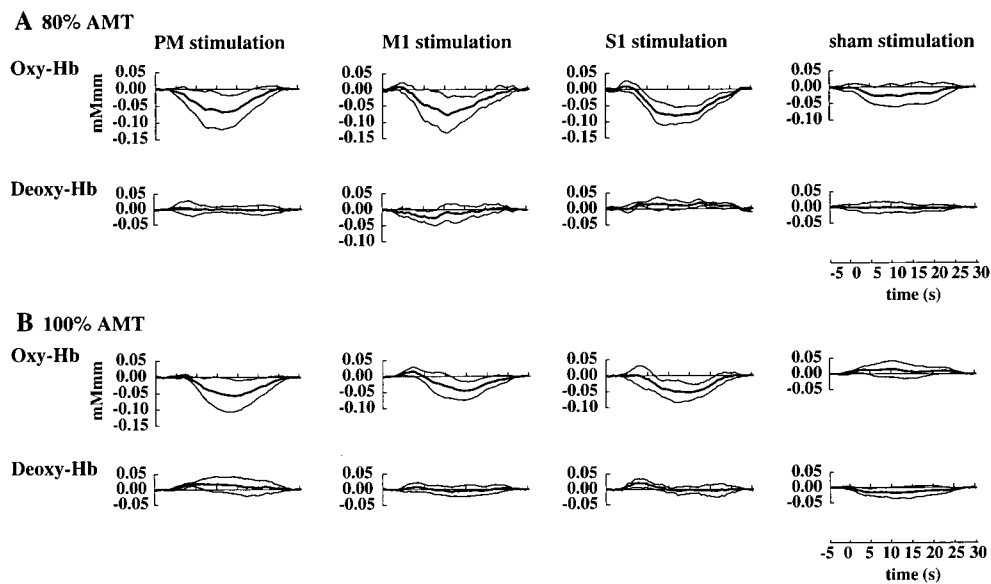 A 80% AMT
PM stimulation M1 stimulation S1 stimulation sham stimulation
Oxy-Hb
mMmm
0.05 0.05 0.05 0.05
0.00 0.00 0.00 0.00
-0.05 -0.05 -0.05 -0.05
-0.10 -0.10 -0.10 -0.10
-0.15 -0.15 -0.15
Deoxy-Hb
0.05 0.05 0.05 0.05
0.00 0.00 0.00 0.00
-0.05 -0.05 -0.05 -0.05
-0.10
-5 0 5 10 15 20 25 30
time (s)
B 100% AMT
Oxy-Hb
mMmm
0.05 0.05 0.05 0.05
0.00 0.00 0.00 0.00
-0.05 -0.05 -0.05 -0.05
-0.10 -0.10 -0.10
-0.15
Deoxy-Hb
0.05 0.05 0.05 0.05
0.00 0.00 0.00 0.00
-0.05 -0.05 -0.05 -0.05
-5 0 5 10 15 20 25 30
time (s)